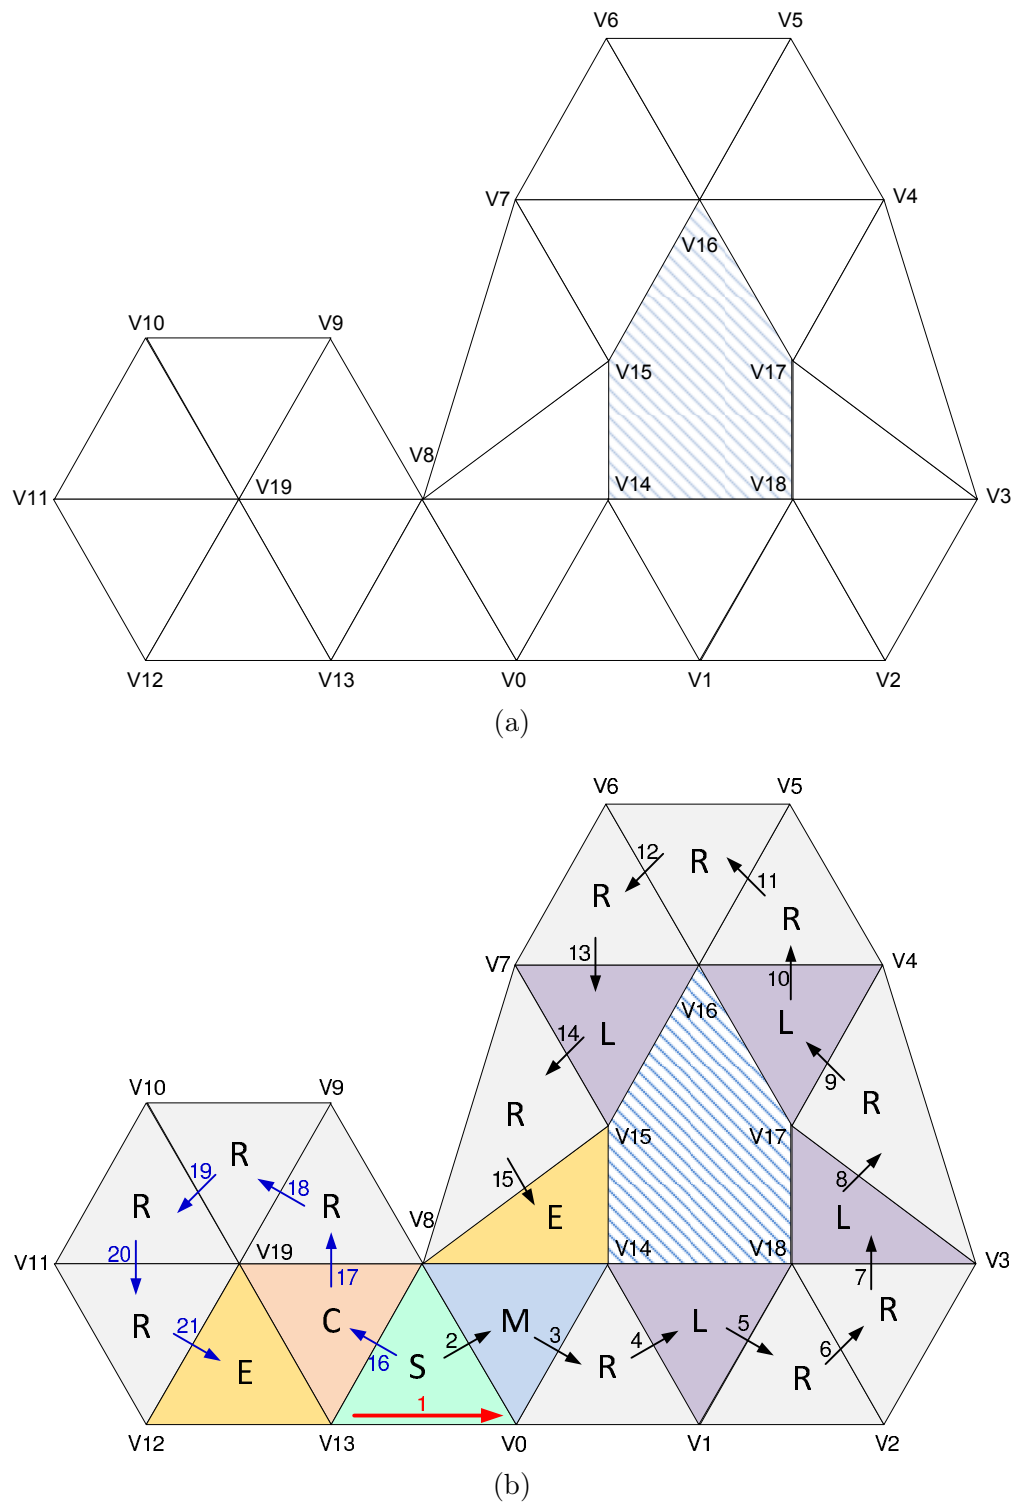 V6 V5
V7 V4
V16
V10 V9
V15 V17
V8
V19 V14 V18
V11 V3
V12 V13 V0 V1 V2
(a)
V6 V5
12 R 11
R R
V7 13 10 V4
V16
14 L L
9
R R
V10 V9 V15 V17
R 15 8
19 18 E L
R R V8
V11 20 V19 17 V14 V18 7 V3
R 21 C 16 S 2 M 3 R 4 L 5 R 6 R
E 1
V12 V13 V0 V1 V2
(b)